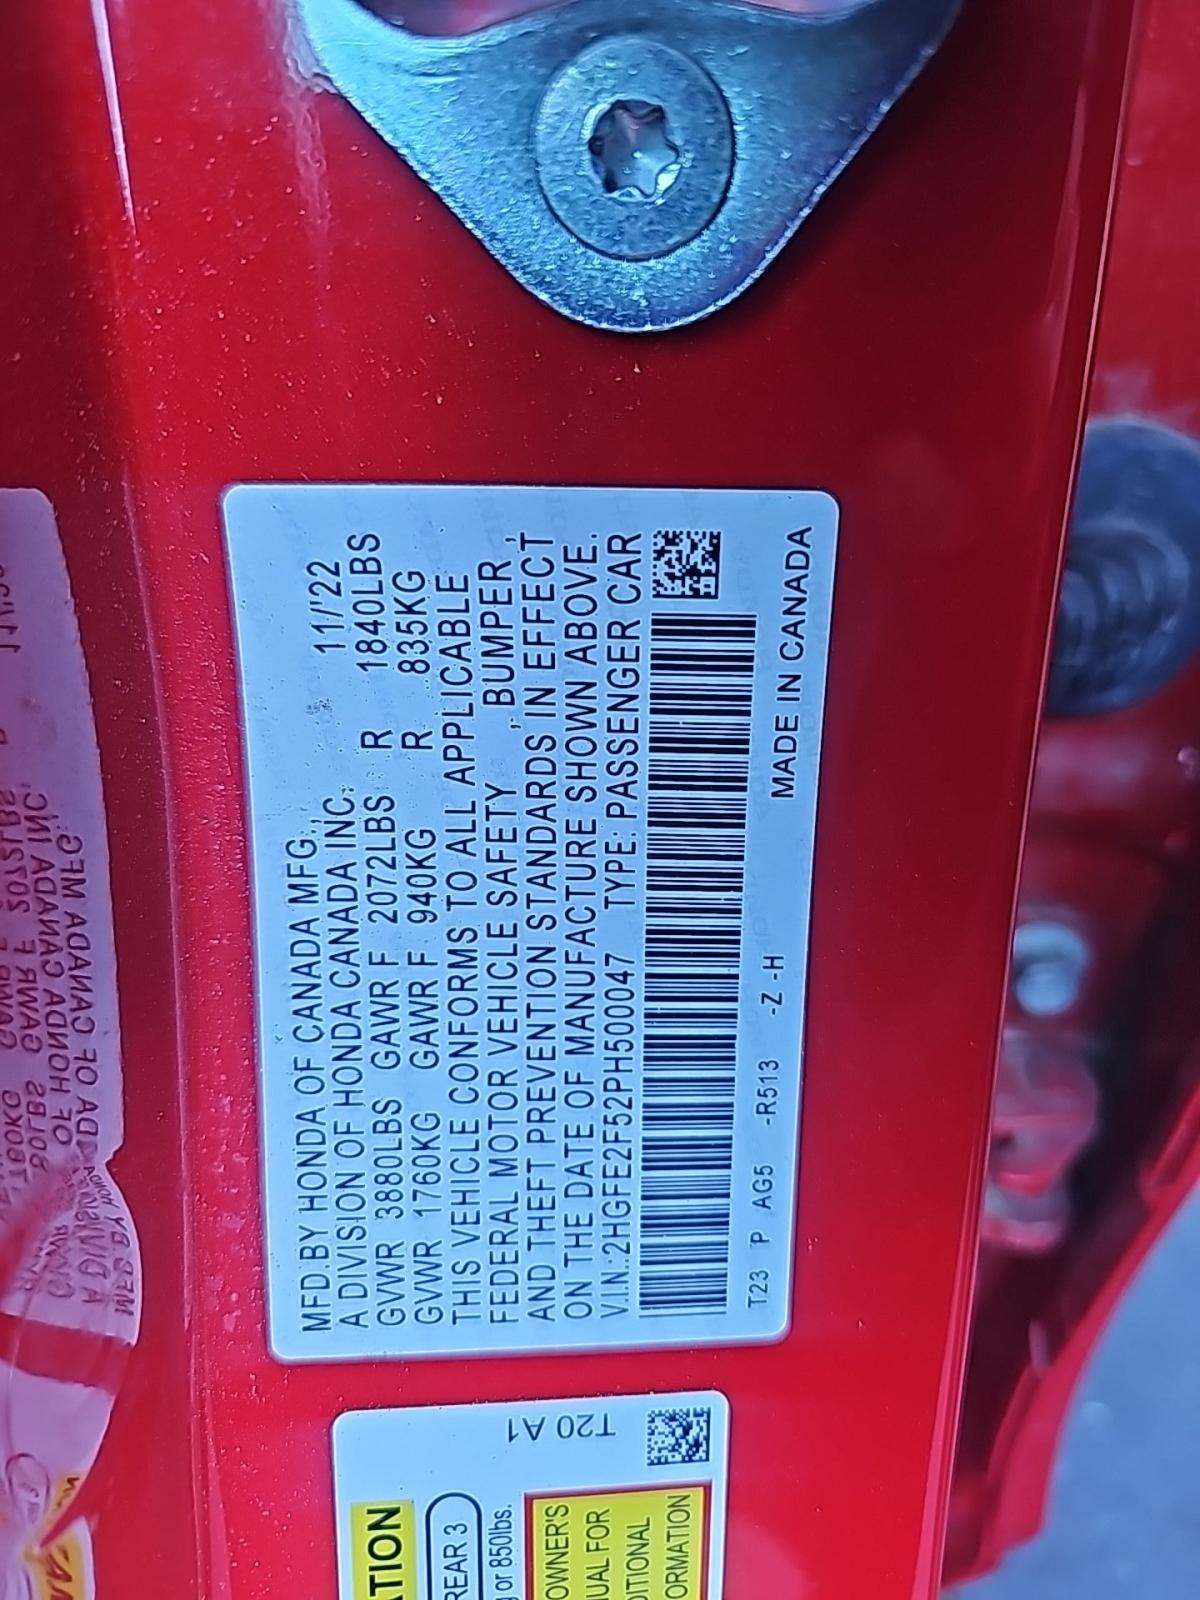 MFD.BY HONDA OF CANADA MFG.,
A DIVISION OF HONDA CANADA INC. 11/'22
GVWR 3880LBS GAWR F 2072LBS R 1840LBS
GVWR 1760KG GAWR F 940KG R 835KG
THIS VEHICLE CONFORMS TO ALL APPLICABLE
FEDERAL MOTOR VEHICLE SAFETY , BUMPER ,
AND THEFT PREVENTION STANDARDS IN EFFECT
ON THE DATE OF MANUFACTURE SHOWN ABOVE.
V.I.N.:2HGFE2F52PH500047 TYPE: PASSENGER CAR
T23 P AG5 -R513 -Z -H MADE IN CANADA
T20 A1
REAR 3
or 850lbs.
OWNER'S
FOR